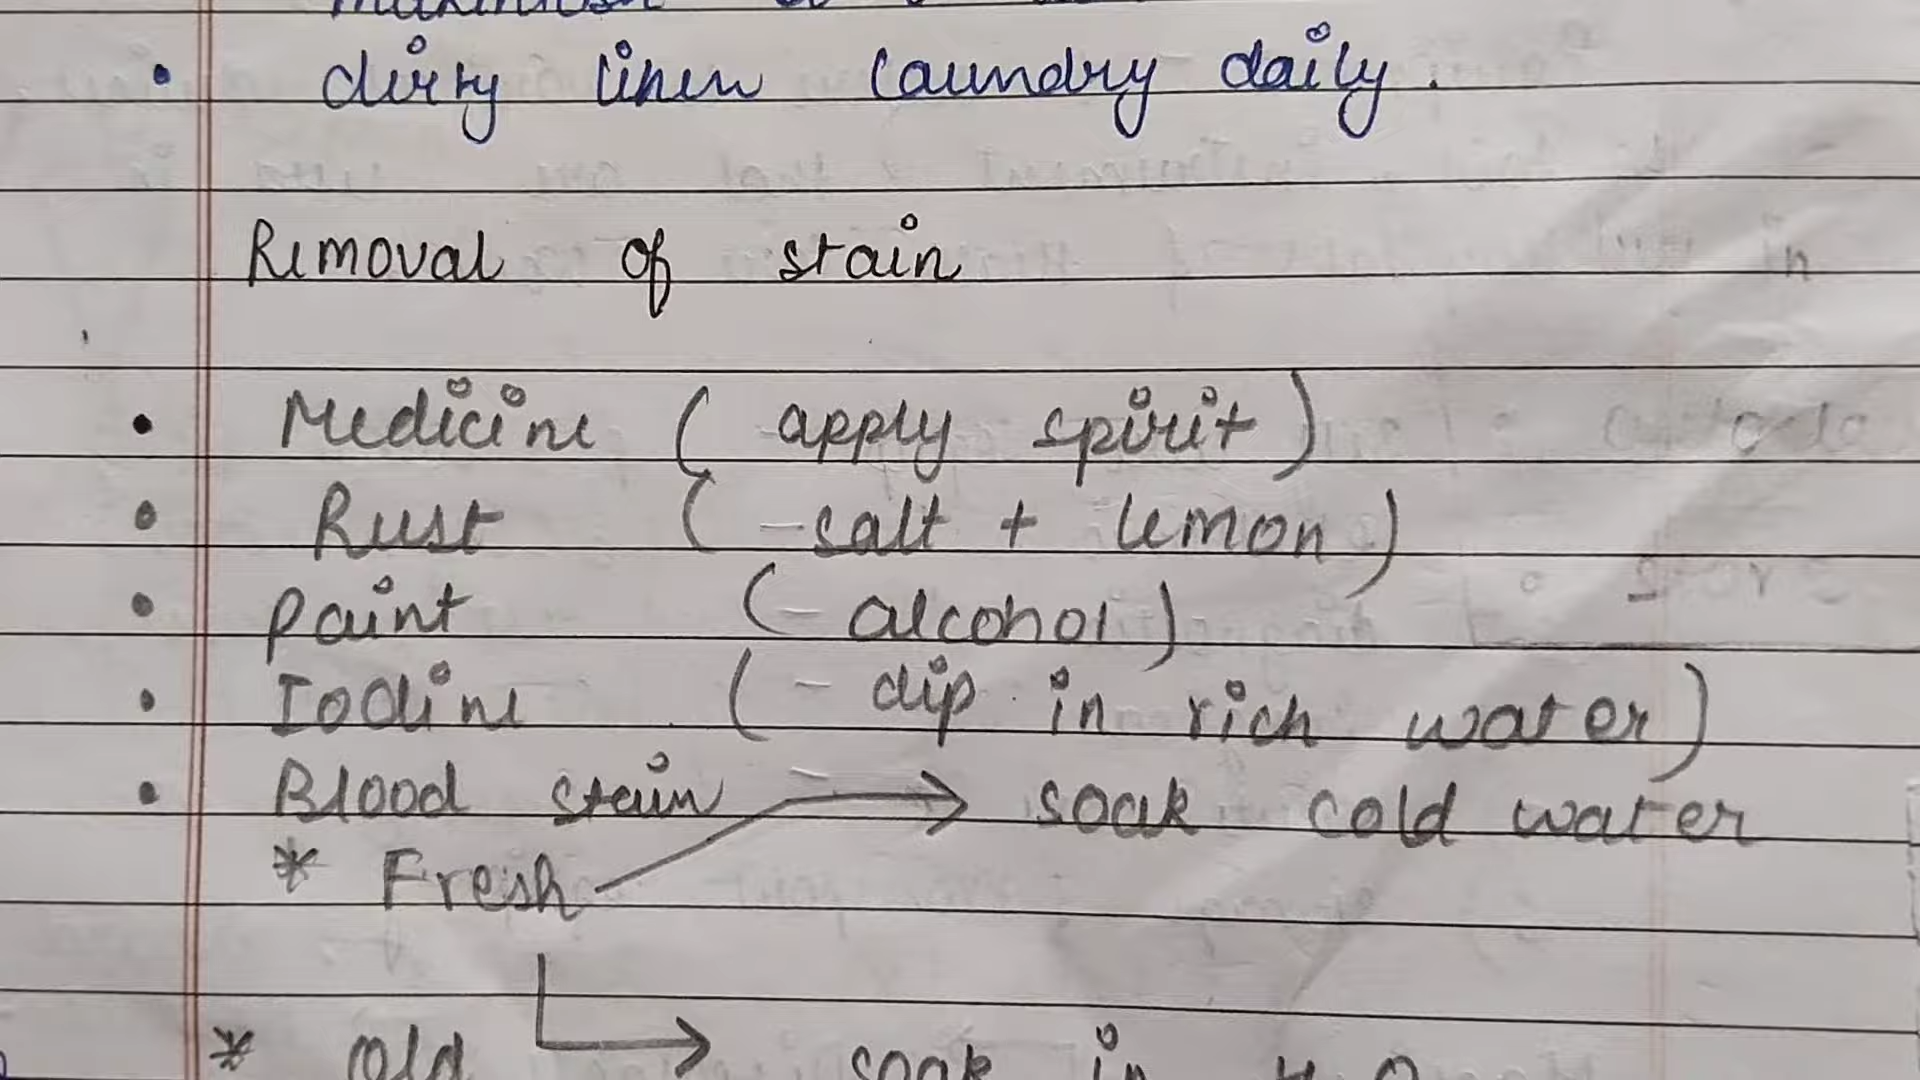 • dirty linen laundry daily.
Removal of stain
• Medicine ( apply spirit )
• Rust ( - salt + lemon )
• paint ( - alcohol )
• Iodine ( - dip in rich water )
• Blood stain → soak cold water
* Fresh
* old → soak in